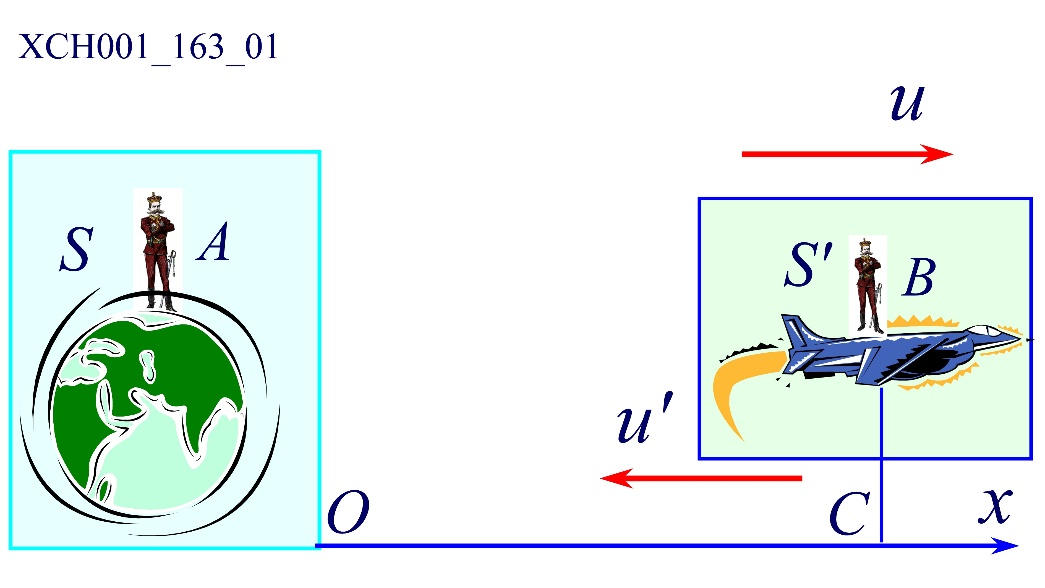 XCH001_163_01
u
S A
S′ B
u′
O C x